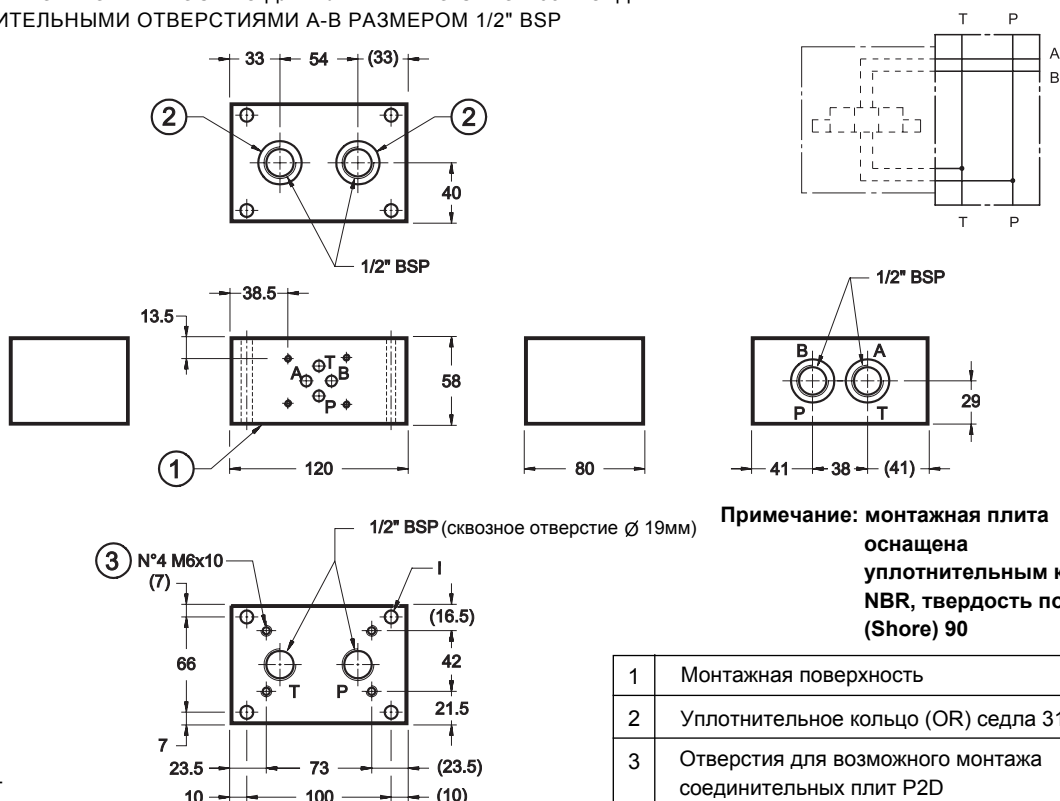 ИТЕЛЬНЫМИ ОТВЕРСТИЯМИ А-В РАЗМЕРОМ 1/2" BSP
T P
33 54 (33)
A
B
2
2
40
T P
1/2" BSP
1/2" BSP
38.5
13.5
A T B P
58
B A
P T
29
1
120
80
41 38 (41)
1/2" BSP (сквозное отверстие Ø 19мм)
Примечание: монтажная плита
оснащена
уплотнительным к
NBR, твердость по
(Shore) 90
3 N°4 M6x10
I
(7)
(16.5)
66
42
T P
21.5
7
23.5 73 (23.5)
10 100 (10)
1 Монтажная поверхность
2 Уплотнительное кольцо (OR) седла 31
3 Отверстия для возможного монтажа
соединительных плит P2D